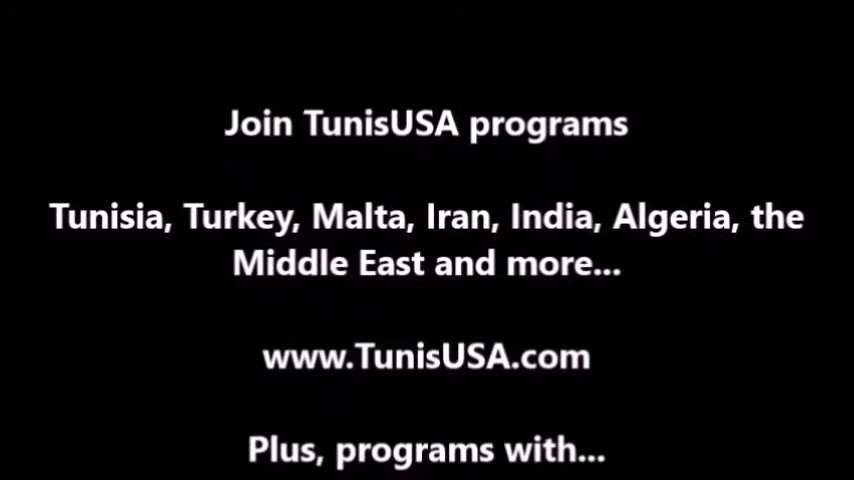 Join TunisUSA programs
Tunisia, Turkey, Malta, Iran, India, Algeria, the
Middle East and more...
www.TunisUSA.com
Plus, programs with...